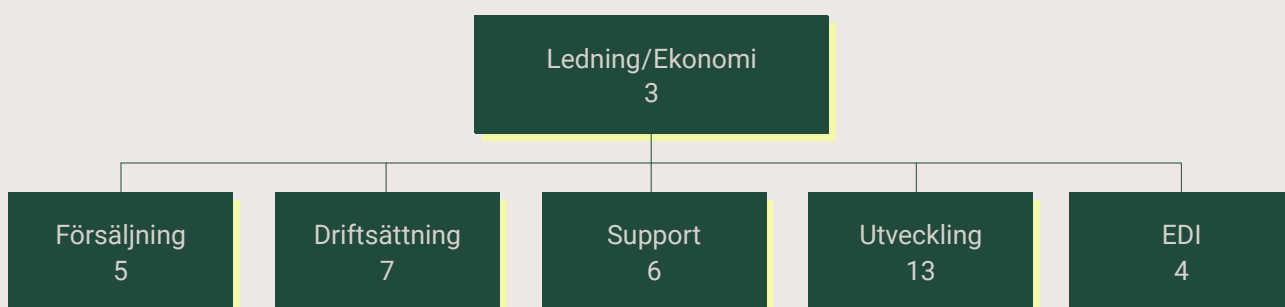 Ledning/Ekonomi
3
Försäljning
5
Driftsättning
7
Support
6
Utveckling
13
EDI
4